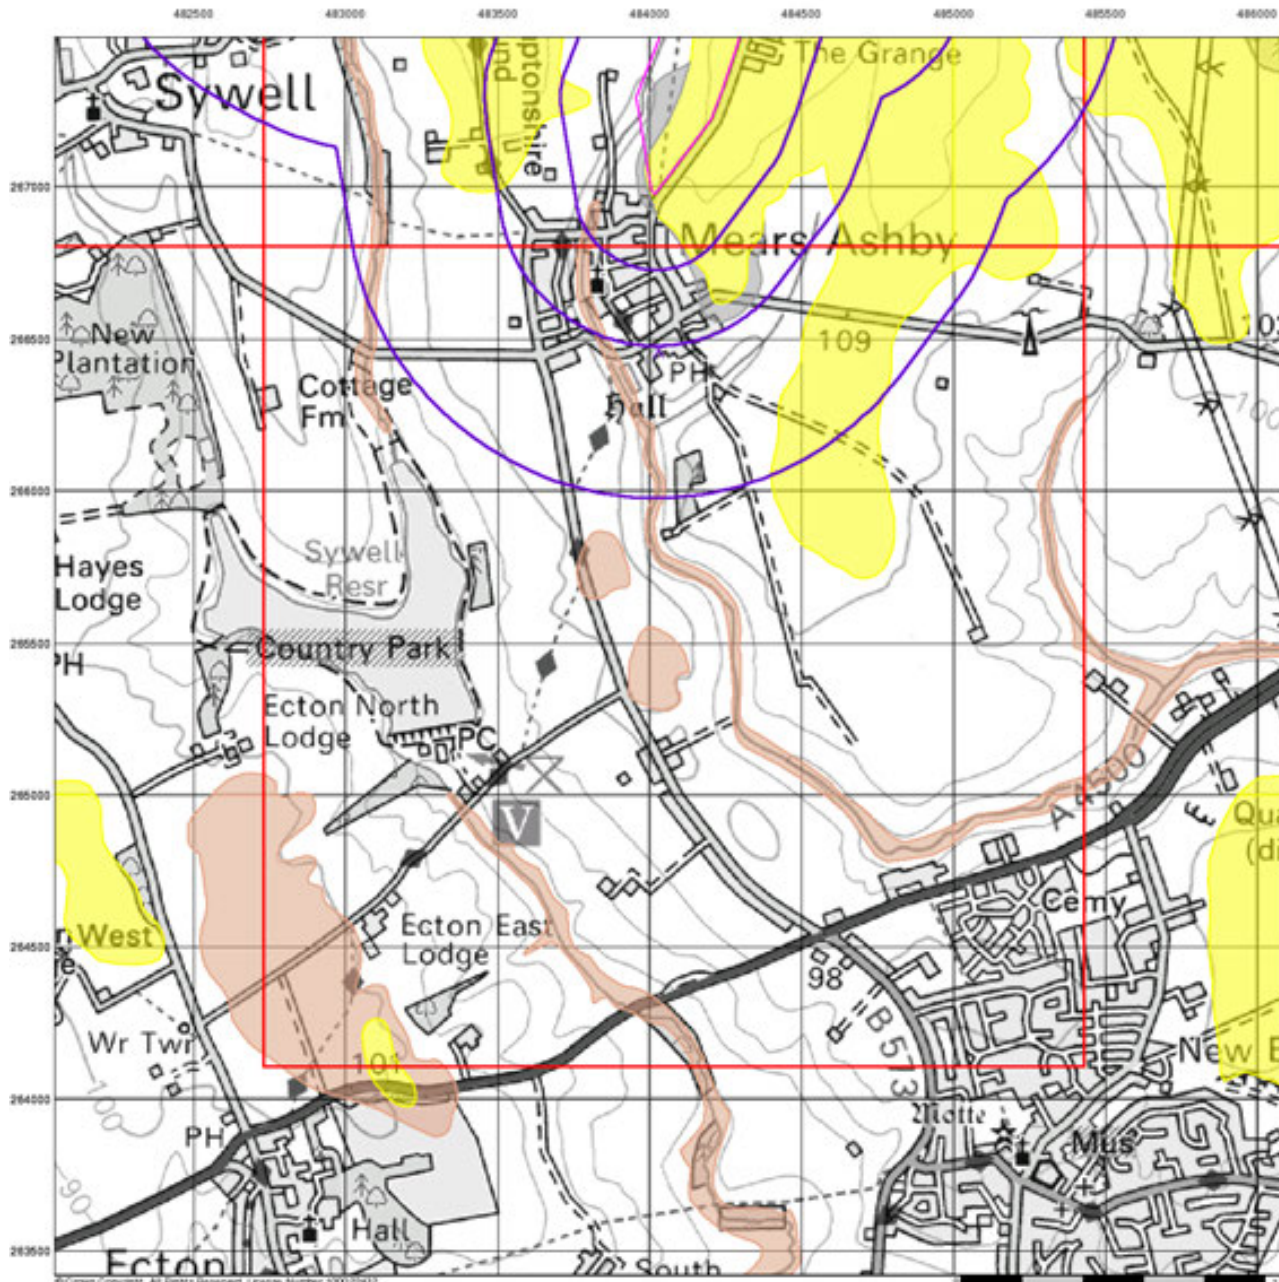 482500 483000 483500 484000 484500 485000 485500 486000
The Grange
Sywell
267000
Mears Ashby
New
Plantation
266500
109
PH
Cottage
Fm
Hall
266000
Sywell
Resr
Hayes
Lodge
265500
Country Park
PH
Ecton North
Lodge
PC
265000
V
A 4500
Cemy
West
264500
Ecton East
Lodge
98
B 573
Wr Twr
101
New
264000
Motte
Mus
PH
90
Hall
263500
Ecton
South